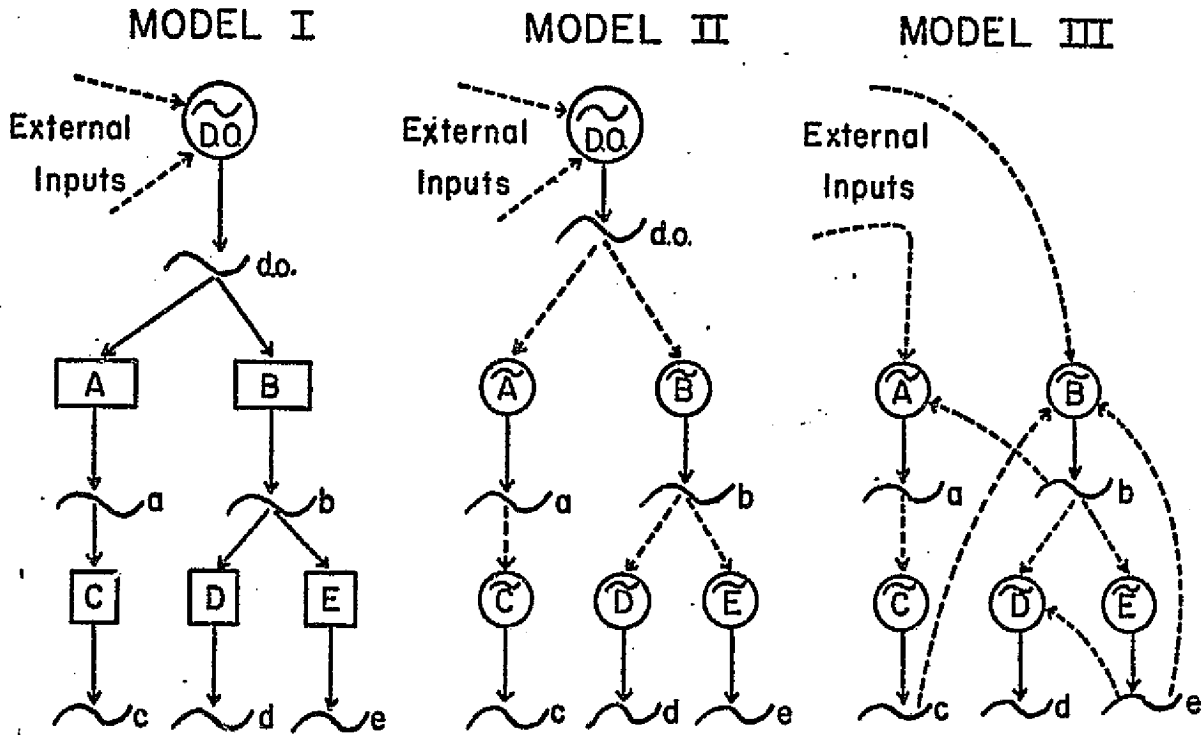 MODEL I
MODEL II
MODEL III
External
Inputs
D.O.
d.o.
A
B
a
b
C
D
E
c
d
e
External
Inputs
D.O.
d.o.
A
B
a
b
C
D
E
c
d
e
External
Inputs
A
B
a
b
C
D
E
c
d
e